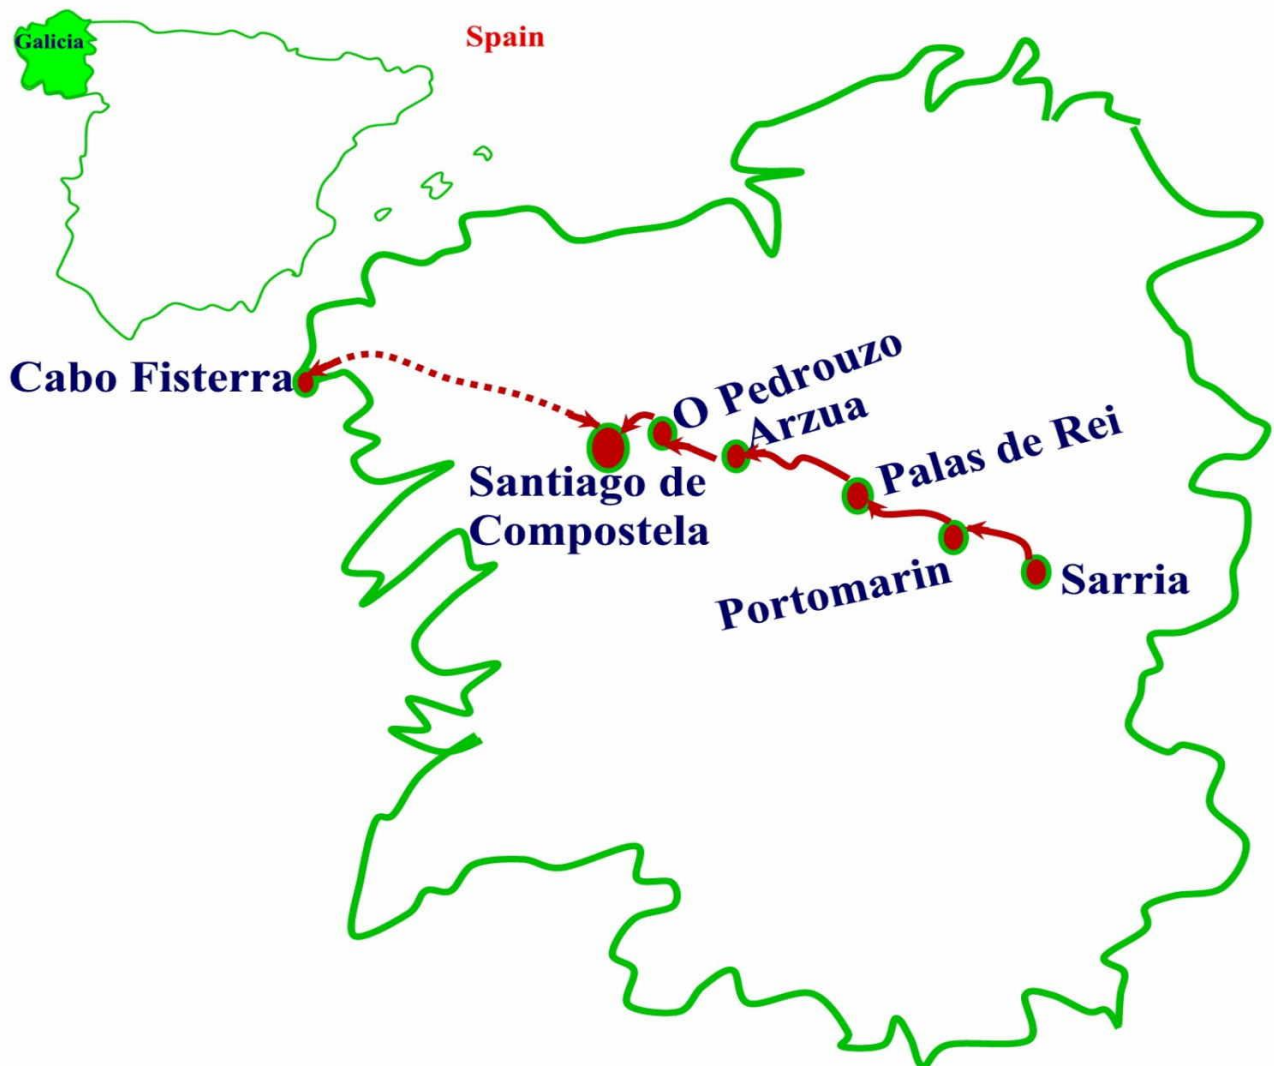 Galicia
Spain
Cabo Fisterra
O Pedrouzo
Arzua
Palas de Rei
Santiago de
Compostela
Portomarin
Sarria